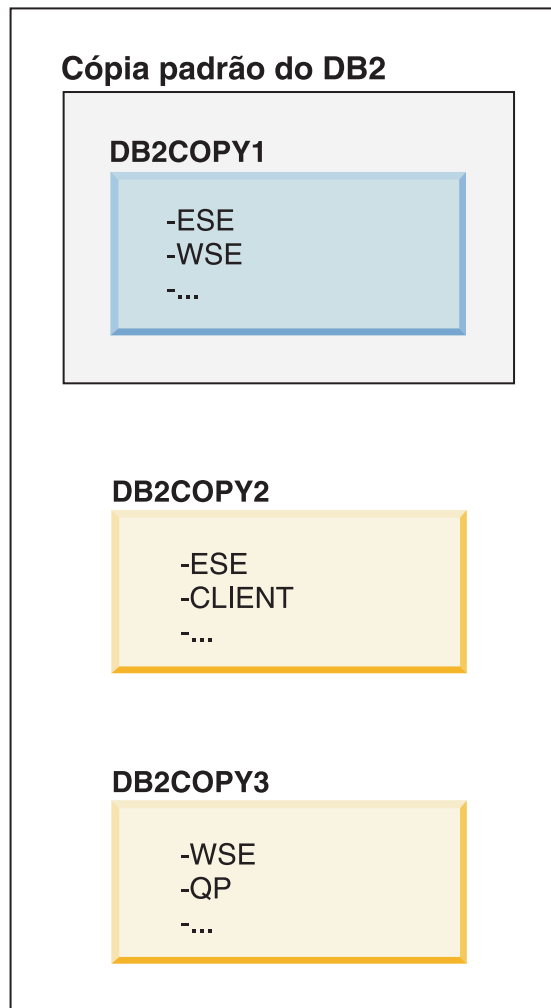 Cópia padrão do DB2
DB2COPY1
-ESE
-WSE
-...
DB2COPY2
-ESE
-CLIENT
-...
DB2COPY3
-WSE
-QP
-...